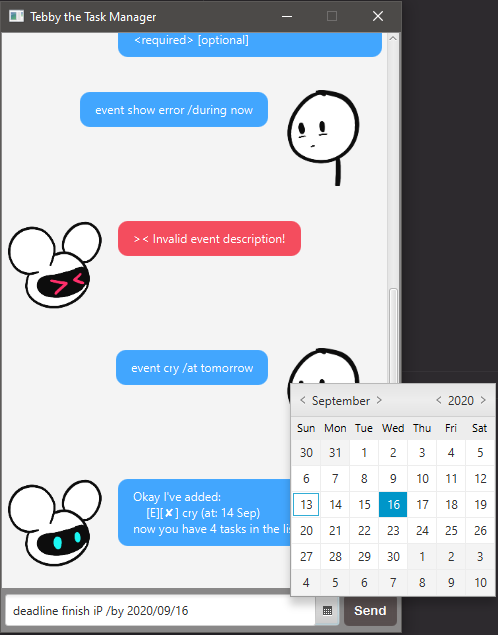 Tebby the Task Manager
<required> [optional]
event show error /during now
>< Invalid event description!
event cry /at tomorrow
Okay I've added:
[E][✘] cry (at: 14 Sep)
now you have 4 tasks in the lis
deadline finish iP /by 2020/09/16
Send
< September > < 2020 >
Sun Mon Tue Wed Thu Fri Sat
30 31 1 2 3 4 5
6 7 8 9 10 11 12
13 14 15 16 17 18 19
20 21 22 23 24 25 26
27 28 29 30 1 2 3
4 5 6 7 8 9 10